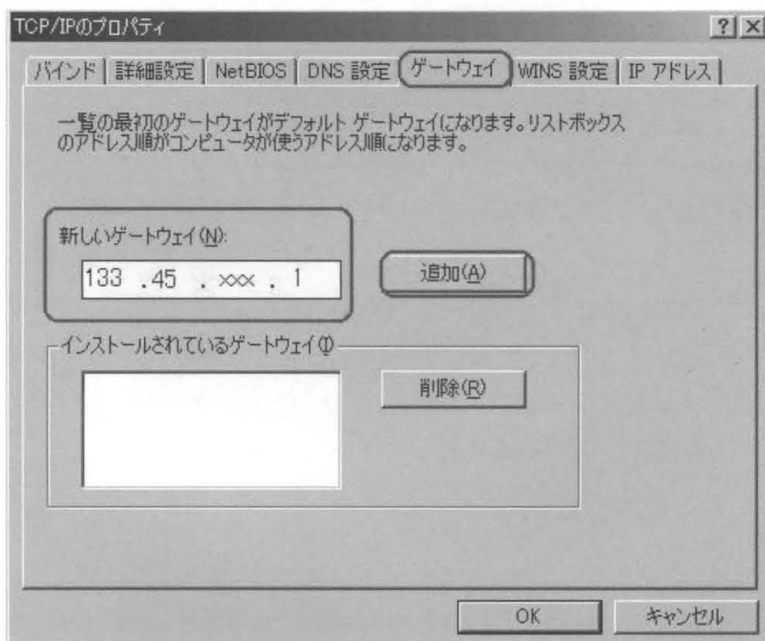 TCP/IPのプロパティ
? ×
バインド 詳細設定 NetBIOS DNS 設定 ゲートウェイ WINS 設定 IP アドレス
一覧の最初のゲートウェイがデフォルト ゲートウェイになります。リストボックス
のアドレス順がコンピュータが使うアドレス順になります。
新しいゲートウェイ(N):
133 .45 . xxx . 1
追加(A)
インストールされているゲートウェイ(I)
削除(R)
OK キャンセル